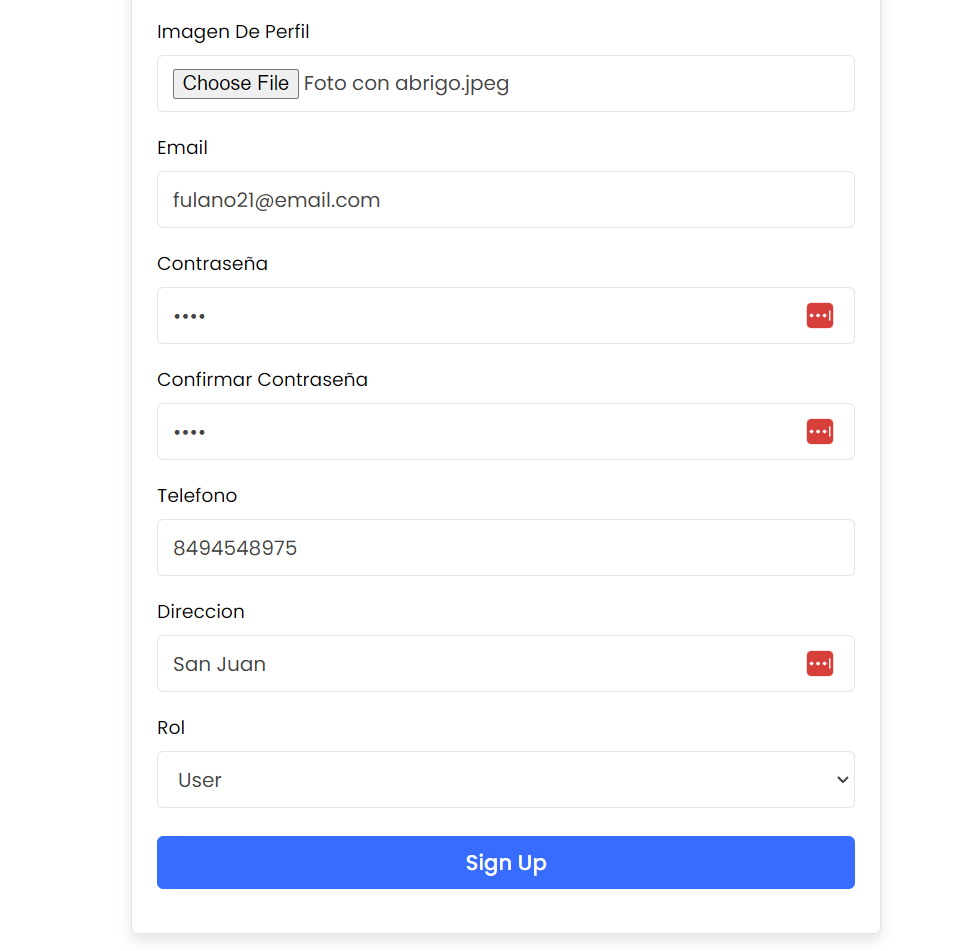 Imagen De Perfil
Choose File Foto con abrigo.jpeg
Email
fulano21@email.com
Contraseña
••••
Confirmar Contraseña
••••
Telefono
8494548975
Direccion
San Juan
Rol
User
Sign Up